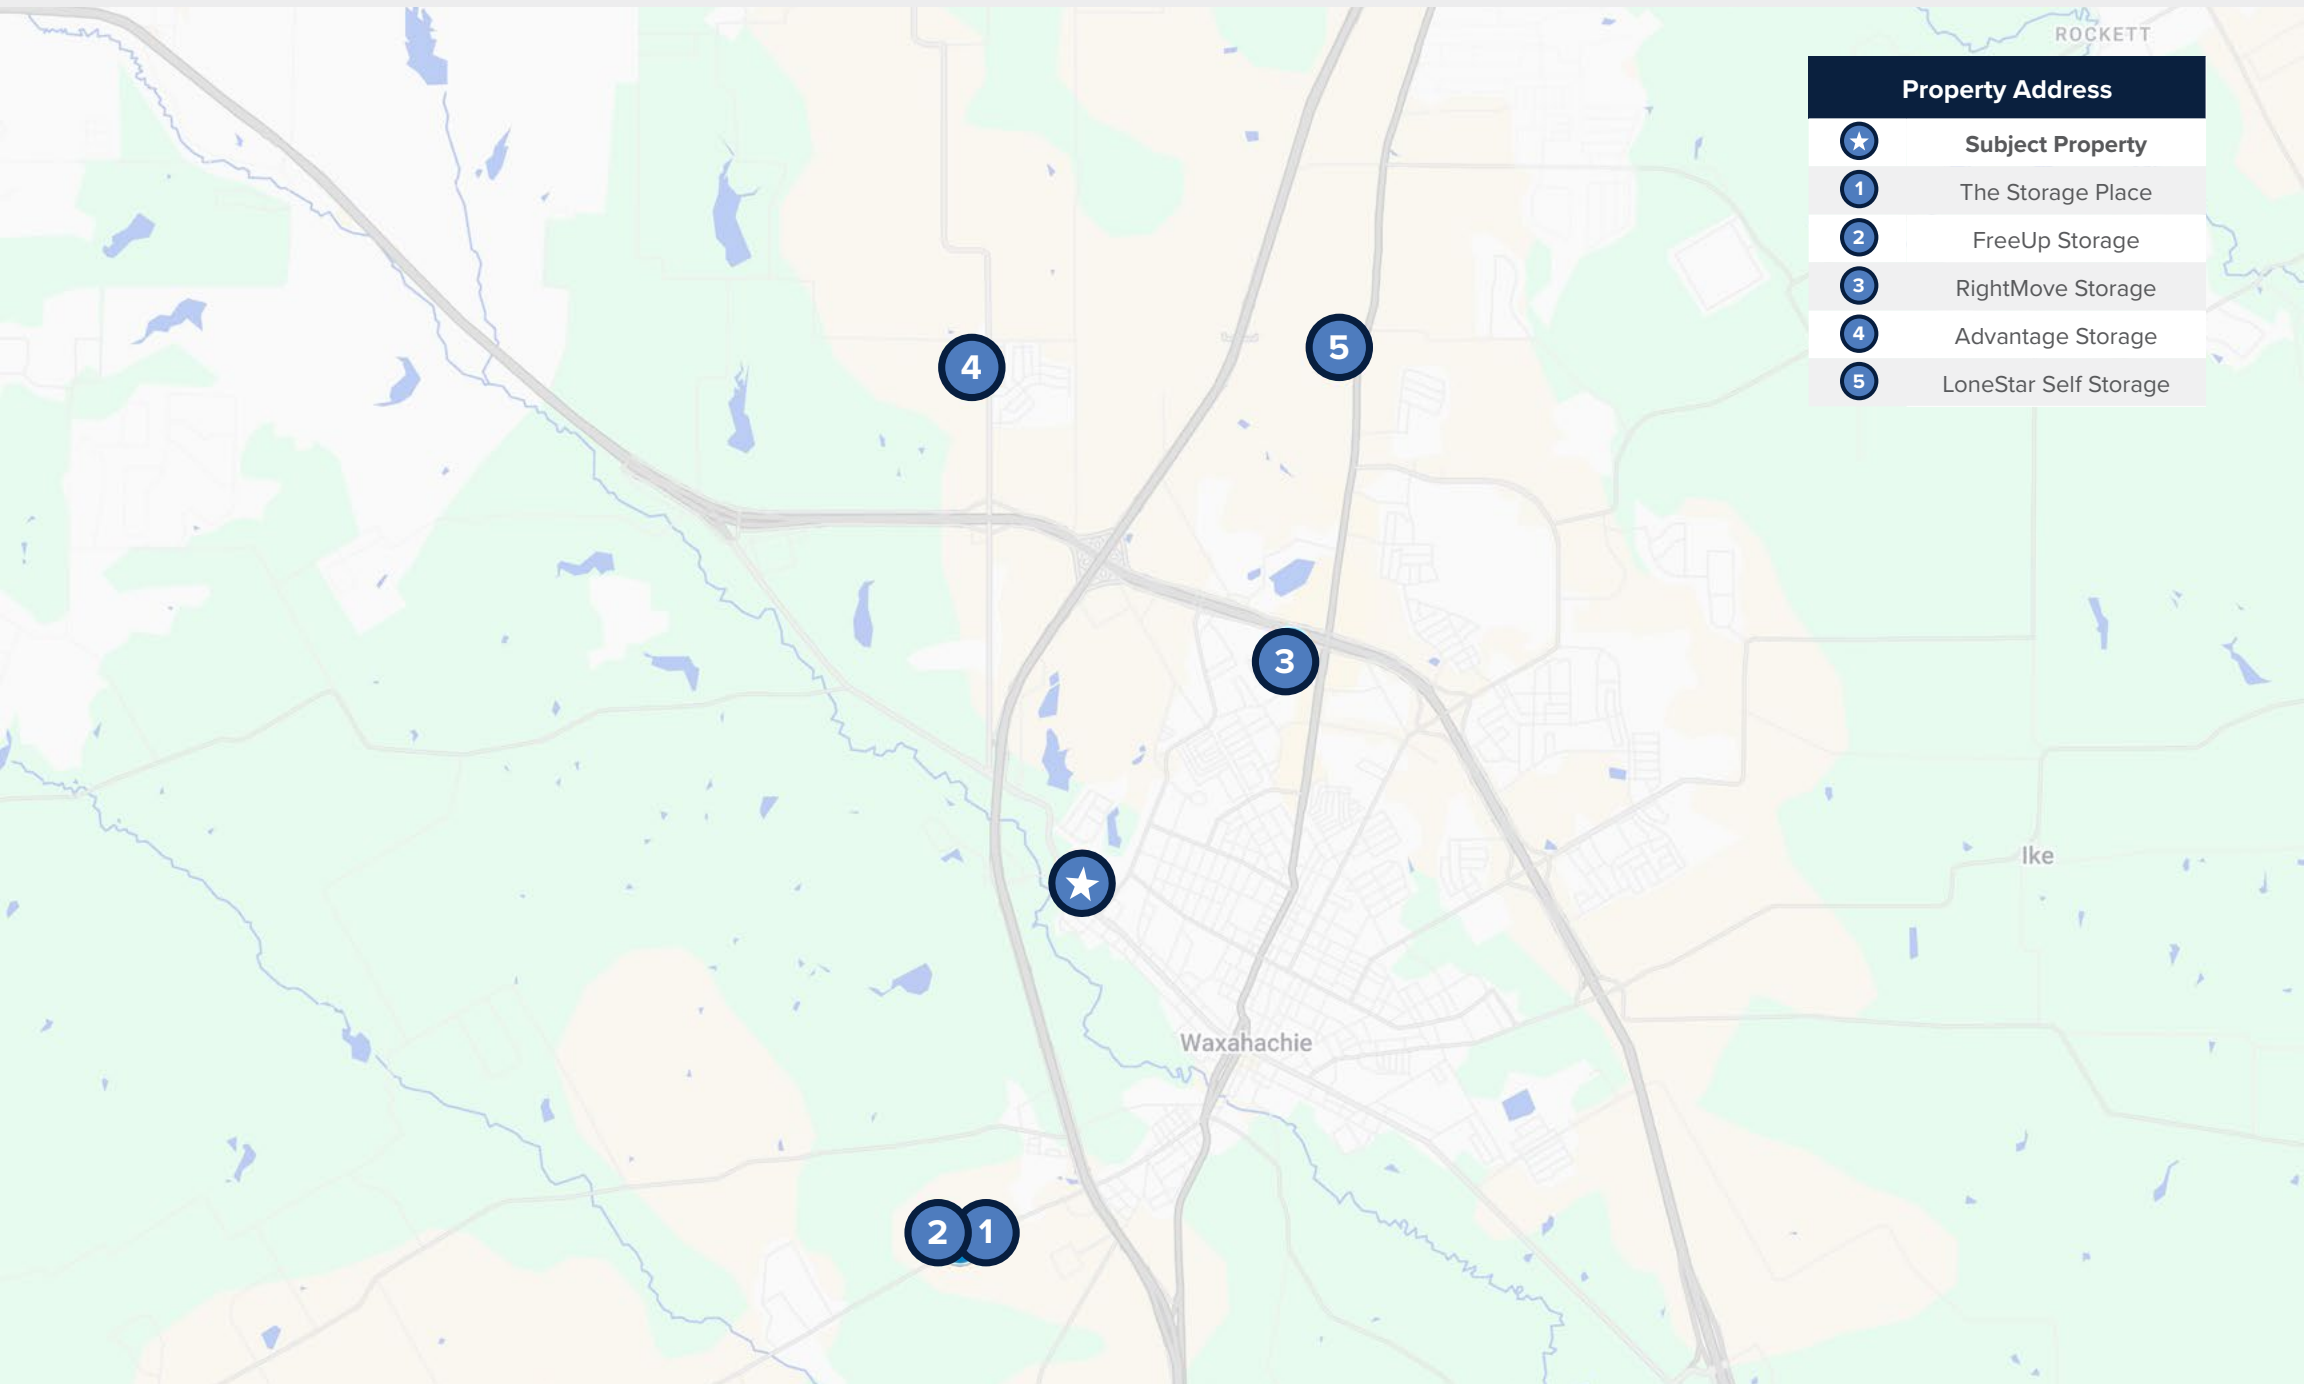 ROCKETT
Property Address
Subject Property
1 The Storage Place
2 FreeUp Storage
3 RightMove Storage
4 Advantage Storage
5 LoneStar Self Storage
5
4
3
Ike
Waxahachie
2 1